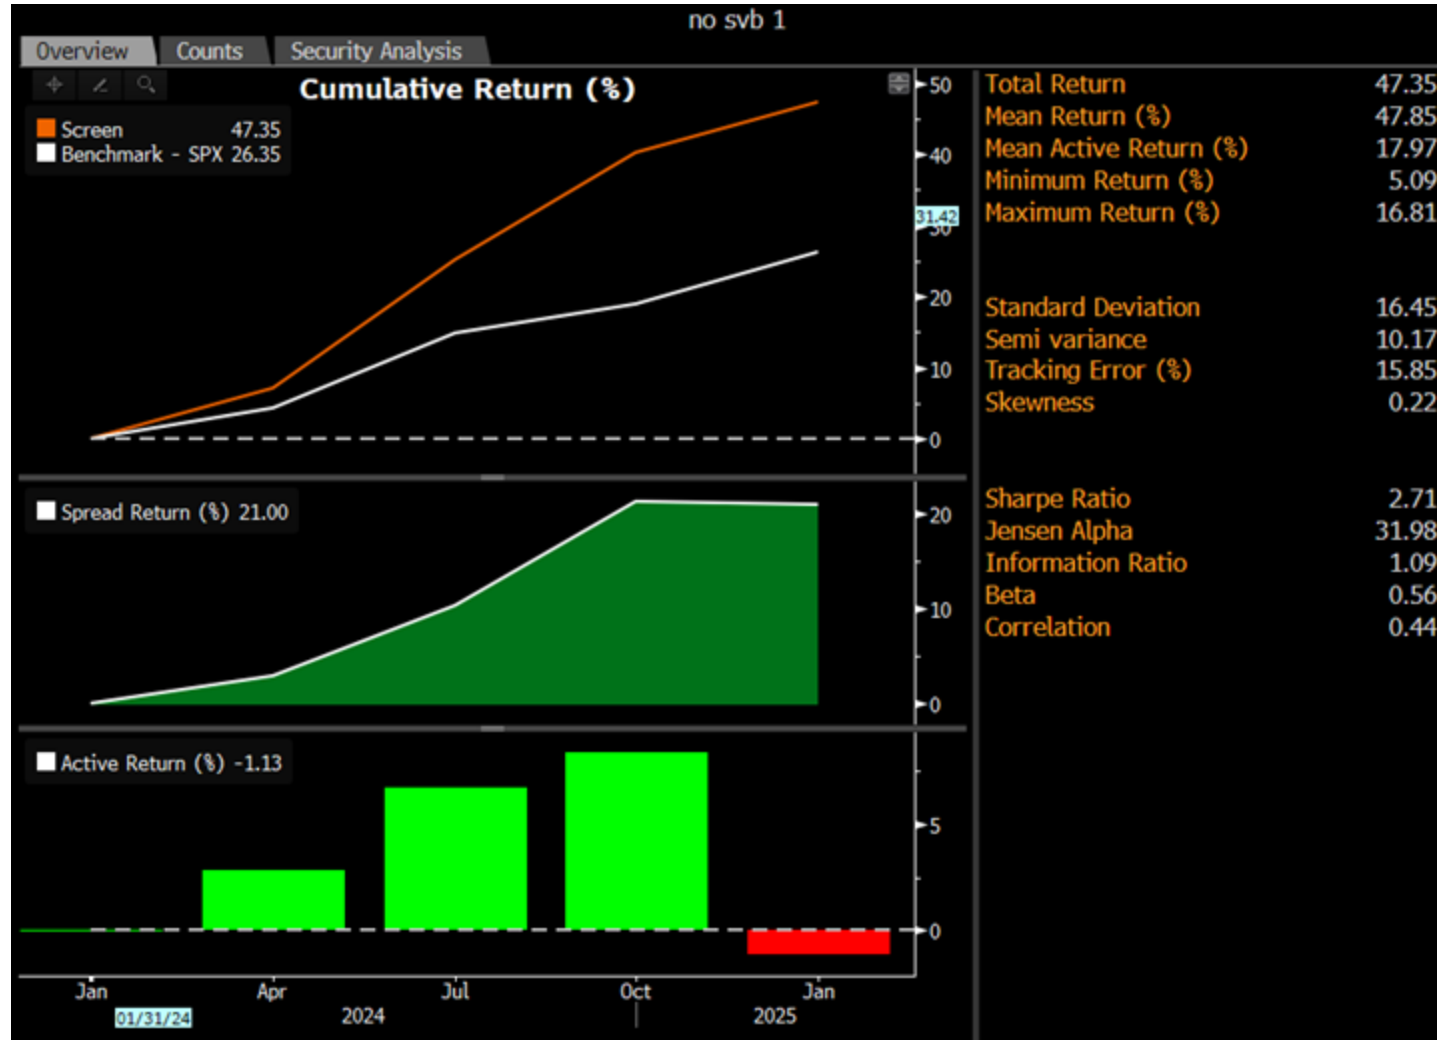 no svb 1
Overview Counts Security Analysis
Cumulative Return (%)
Screen 47.35
Benchmark - SPX 26.35
50
40
31.42
30
20
10
0
Spread Return (%) 21.00
20
10
0
Active Return (%) -1.13
5
0
Jan Apr Jul Oct Jan
01/31/24 2024 2025
Total Return 47.35
Mean Return (%) 47.85
Mean Active Return (%) 17.97
Minimum Return (%) 5.09
Maximum Return (%) 16.81
Standard Deviation 16.45
Semi variance 10.17
Tracking Error (%) 15.85
Skewness 0.22
Sharpe Ratio 2.71
Jensen Alpha 31.98
Information Ratio 1.09
Beta 0.56
Correlation 0.44